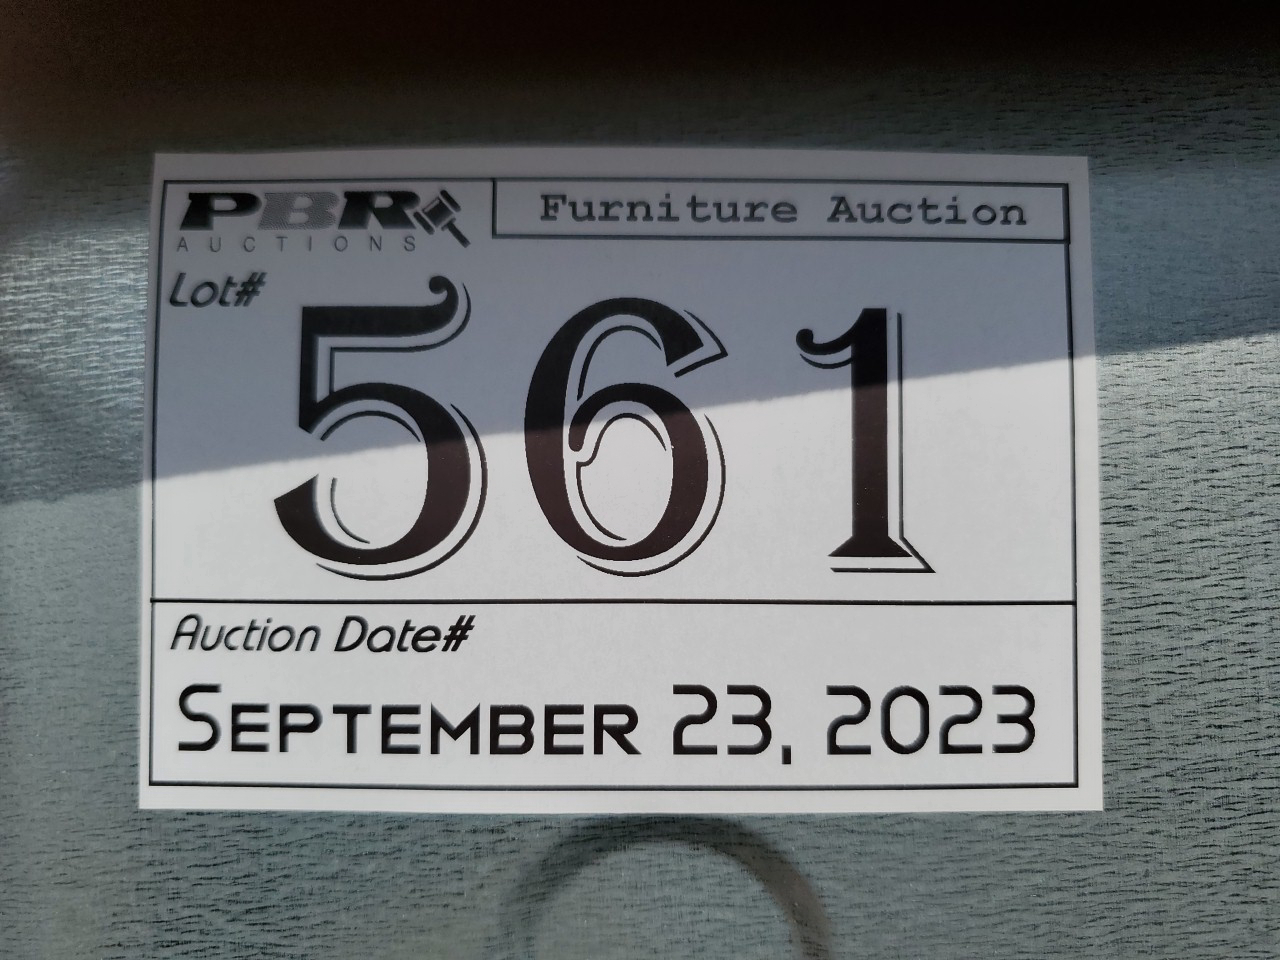 PBR
AUCTIONS
Furniture Auction
Lot#
561
Auction Date#
SEPTEMBER 23, 2023